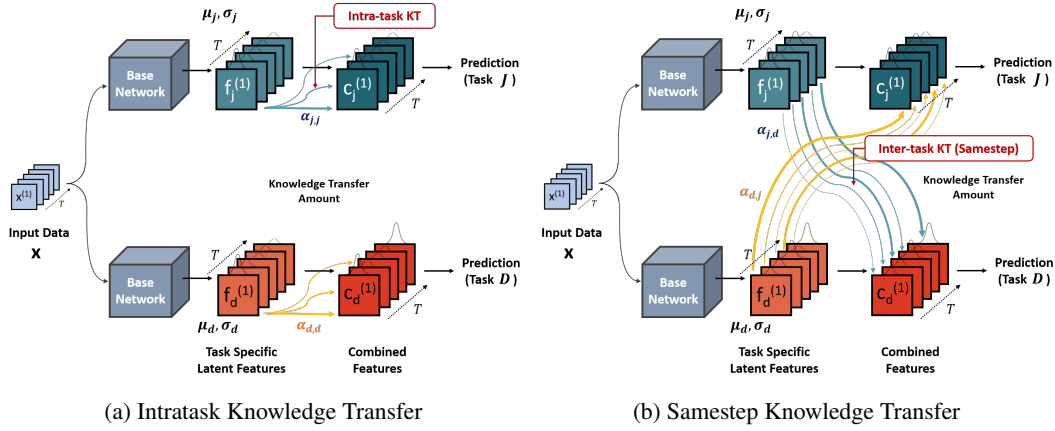 μj, σj
Intra-task KT
T
Base
Network
fj(1)
cj(1)
Prediction
(Task J)
T
αj,j
x(1)
T
Input Data
X
Knowledge Transfer
Amount
T
Base
Network
fd(1)
cd(1)
Prediction
(Task D)
T
αd,d
μd, σd
Task Specific
Latent Features
Combined
Features
(a) Intratask Knowledge Transfer
μj, σj
T
Base
Network
fj(1)
cj(1)
Prediction
(Task J)
T
αj,d
Inter-task KT (Samestep)
x(1)
T
αd,j
Knowledge Transfer
Amount
Input Data
X
T
Base
Network
fd(1)
cd(1)
Prediction
(Task D)
T
μd, σd
Task Specific
Latent Features
Combined
Features
(b) Samestep Knowledge Transfer